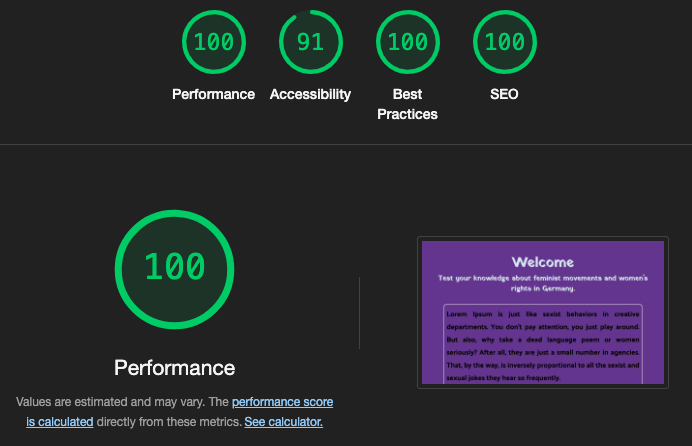 100 91 100 100
Performance Accessibility Best Practices SEO
100
Performance
Values are estimated and may vary. The performance score
is calculated directly from these metrics. See calculator.
Welcome
Test your knowledge about feminist movements and women's
rights in Germany.
Lorem Ipsum is just like sexist behaviors in creative
departments. You don't pay attention, you just play around.
But also, why take a dead language poem or women
seriously? After all, they are just a small number in agencies.
That, by the way, is inversely proportional to all the sexist and
sexual jokes they hear so frequently.